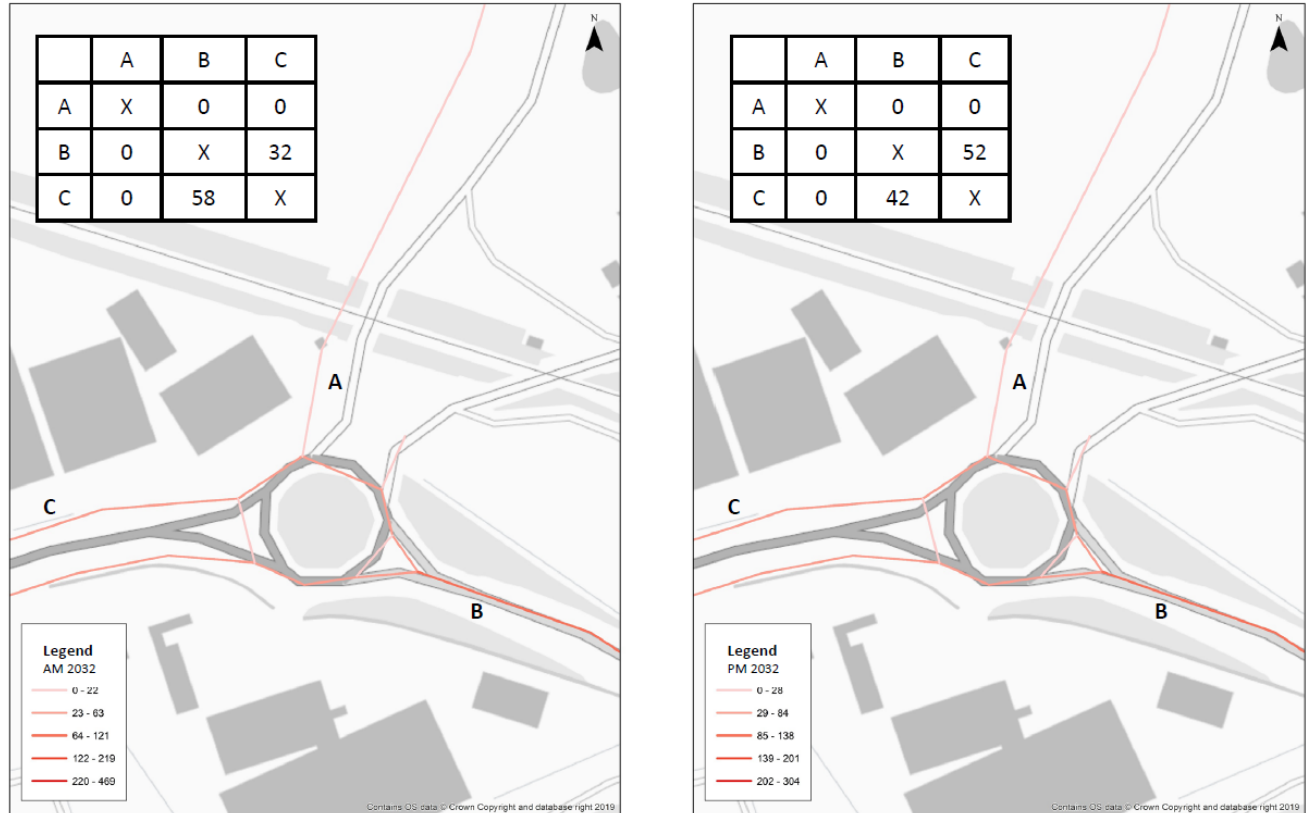 N
A B C
A X 0 0
B 0 X 32
C 0 58 X
A
C
B
Legend
AM 2032
0 - 22
23 - 63
64 - 121
122 - 219
220 - 469
Contains OS data © Crown Copyright and database right 2019
N
A B C
A X 0 0
B 0 X 52
C 0 42 X
A
C
B
Legend
PM 2032
0 - 28
29 - 84
85 - 138
139 - 201
202 - 304
Contains OS data © Crown Copyright and database right 2019